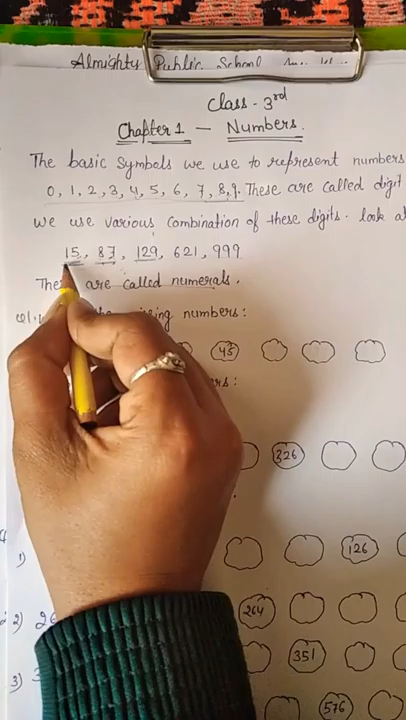 Almighty Public School
Class - 3rd
Chapter 1 - Numbers.
The basic Symbols we use to represent numbers
0, 1, 2, 3, 4, 5, 6, 7, 8, 9. These are called digit
we use various Combination of these digits. look at
15, 87, 129, 621, 999
are called numerals.
numbers:
45
rs:
326
1) 126
2) 26 264
3) 3 351
576